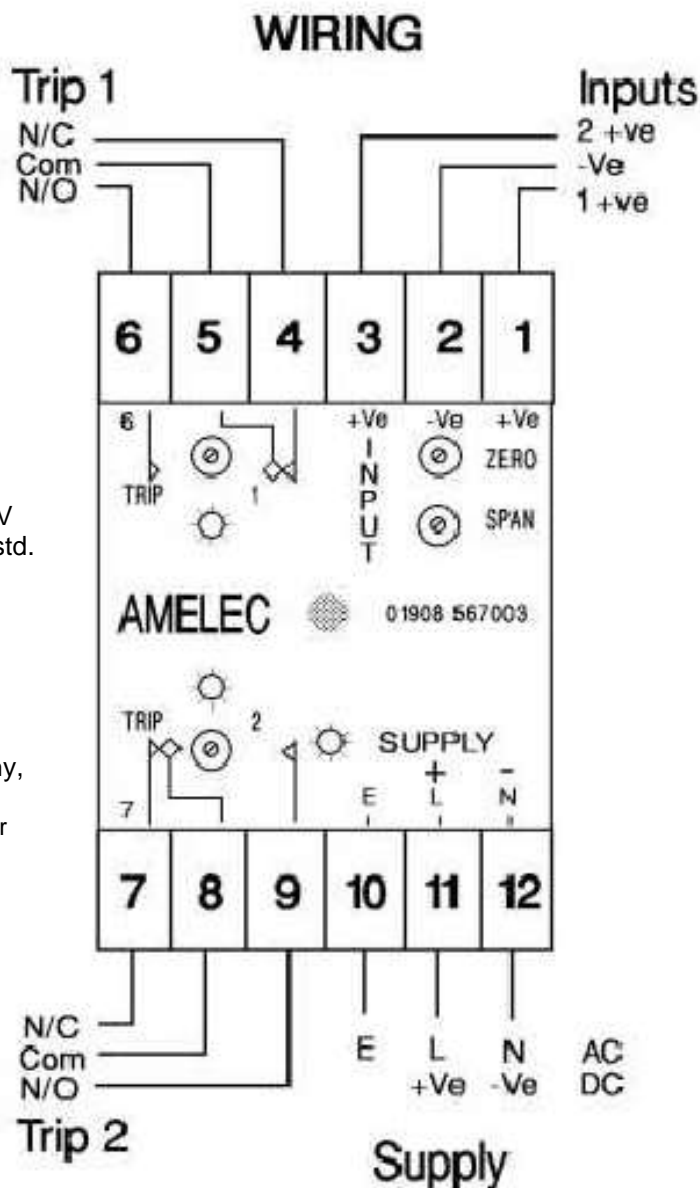 WIRING
Trip 1 Inputs
N/C 2 +ve
Com -Ve
N/O 1 +ve
6 5 4 3 2 1
6 +Ve -Ve +Ve
TRIP 1 INPUT ZERO
SPAN
V
std.
AMELEC 01908 567003
TRIP 2 SUPPLY
+ -
7 E L N
7 8 9 10 11 12
N/C
Com
N/O
E L N AC
+Ve -Ve DC
Trip 2
Supply